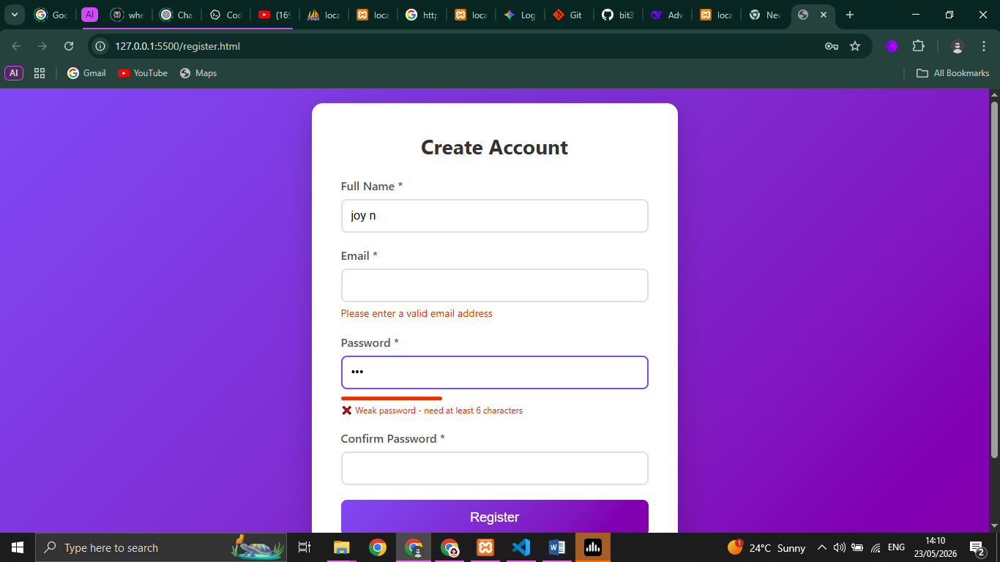 Goo
AI
whe
Cha
Cod
(169
loca
loca
http
loca
Log
Git
bit3
Adv
loca
New
127.0.0.1:5500/register.html
AI
Gmail
YouTube
Maps
All Bookmarks
Create Account
Full Name *
joy n
Email *
Please enter a valid email address
Password *
•••
❌ Weak password - need at least 6 characters
Confirm Password *
Register
Type here to search
1
24°C Sunny
ENG
14:10
23/05/2026
2